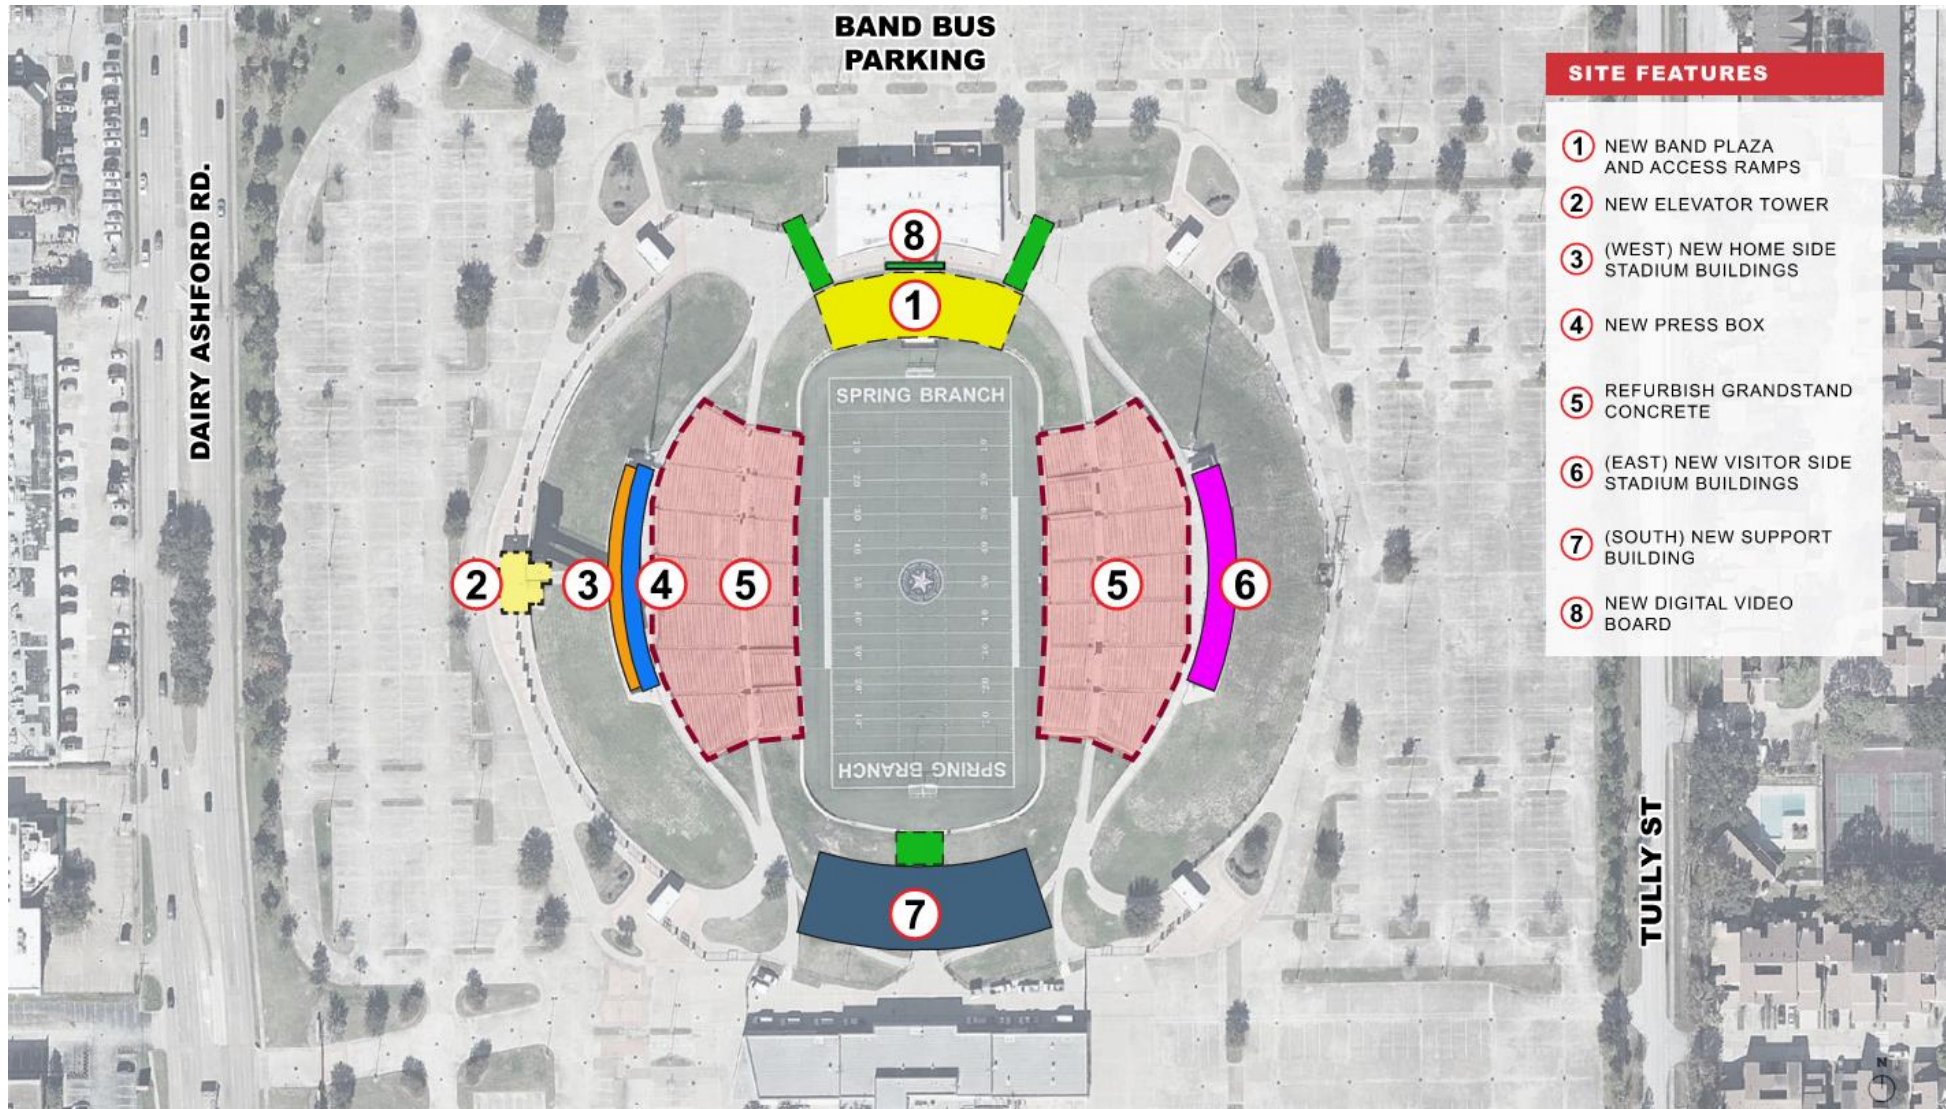 BAND BUS
PARKING
DAIRY ASHFORD RD.
SITE FEATURES
1 NEW BAND PLAZA
AND ACCESS RAMPS
2 NEW ELEVATOR TOWER
3 (WEST) NEW HOME SIDE
STADIUM BUILDINGS
4 NEW PRESS BOX
5 REFURBISH GRANDSTAND
CONCRETE
6 (EAST) NEW VISITOR SIDE
STADIUM BUILDINGS
7 (SOUTH) NEW SUPPORT
BUILDING
8 NEW DIGITAL VIDEO
BOARD
8
1
SPRING BRANCH
2
3
4
5
5
6
SPRING BRANCH
7
TULLY ST
N